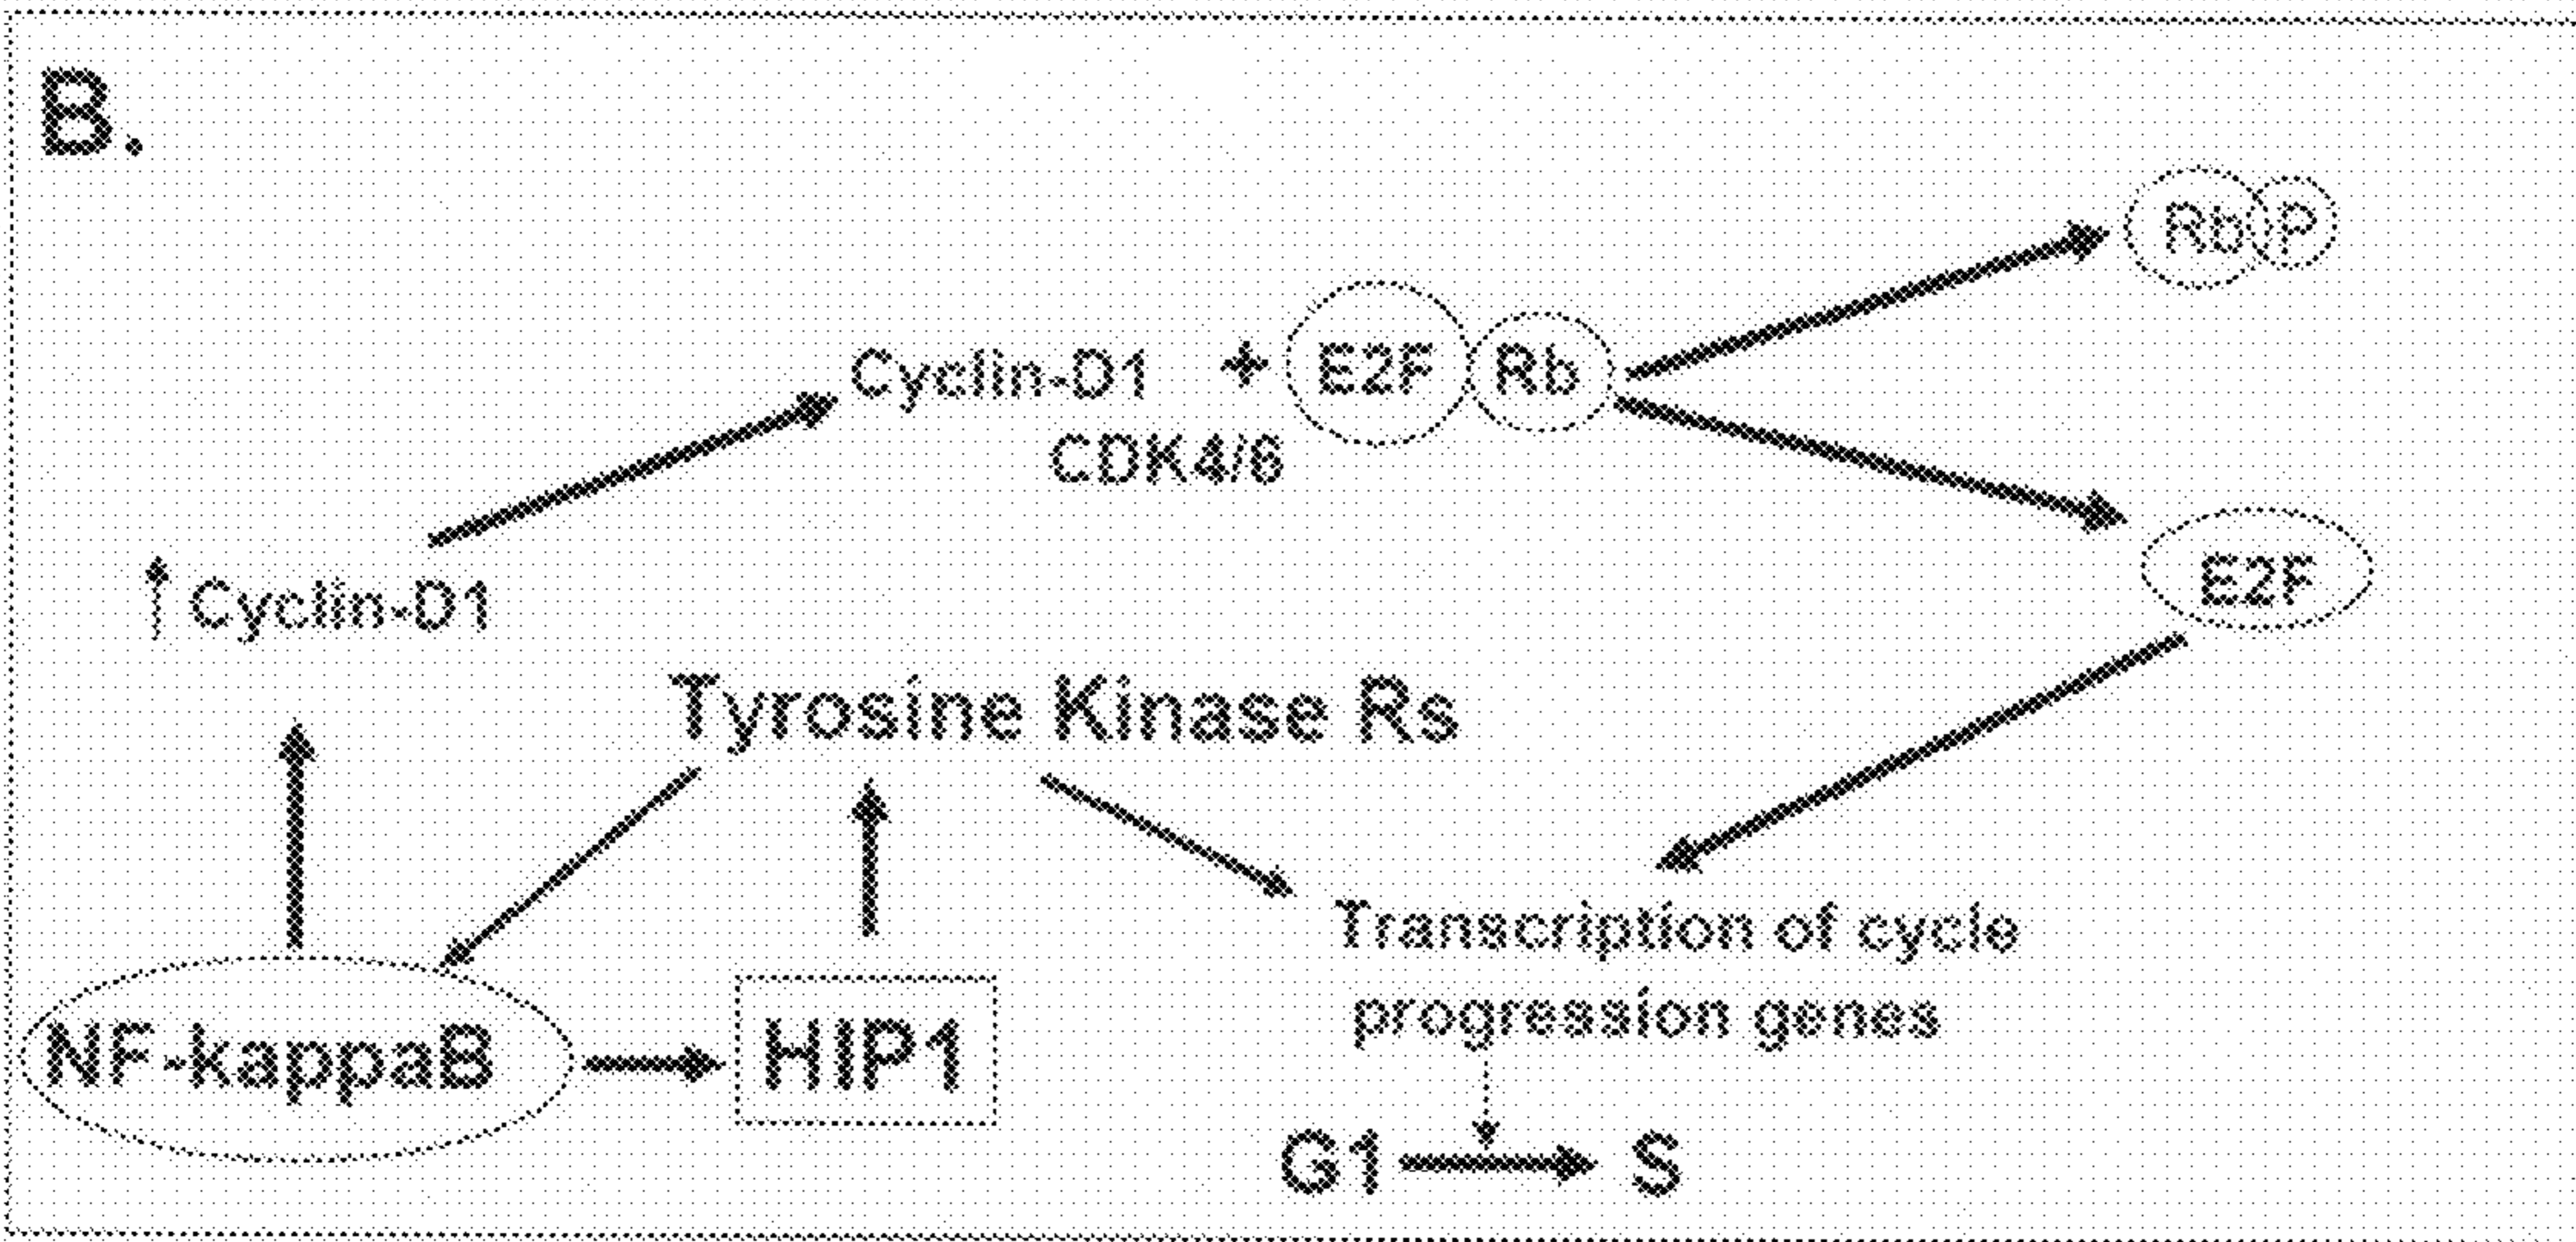 B.
Rb P
Cyclin-D1 + E2F Rb
CDK4/6
↑ Cyclin-D1
E2F
Tyrosine Kinase Rs
Transcription of cycle
progression genes
NF-kappaB HIP1
G1 S